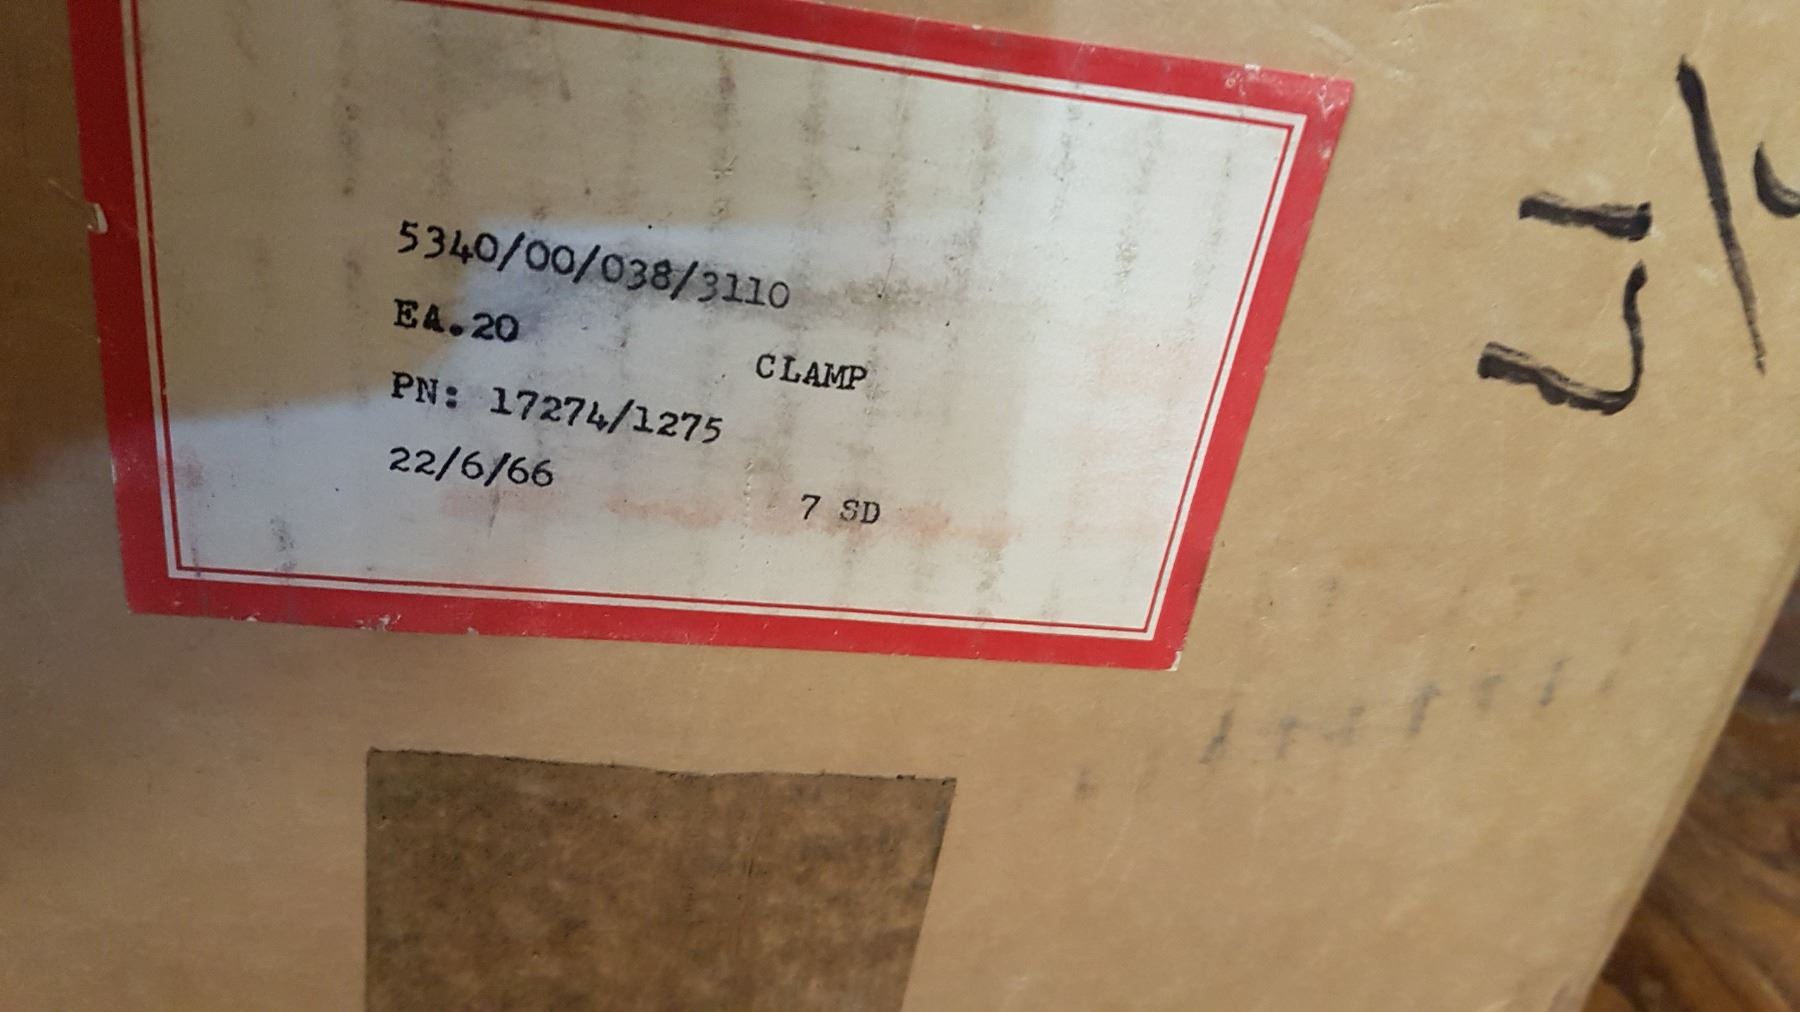 5340/00/038/3110
EA.20
CLAMP
PN: 17274/1275
22/6/66
7 SD